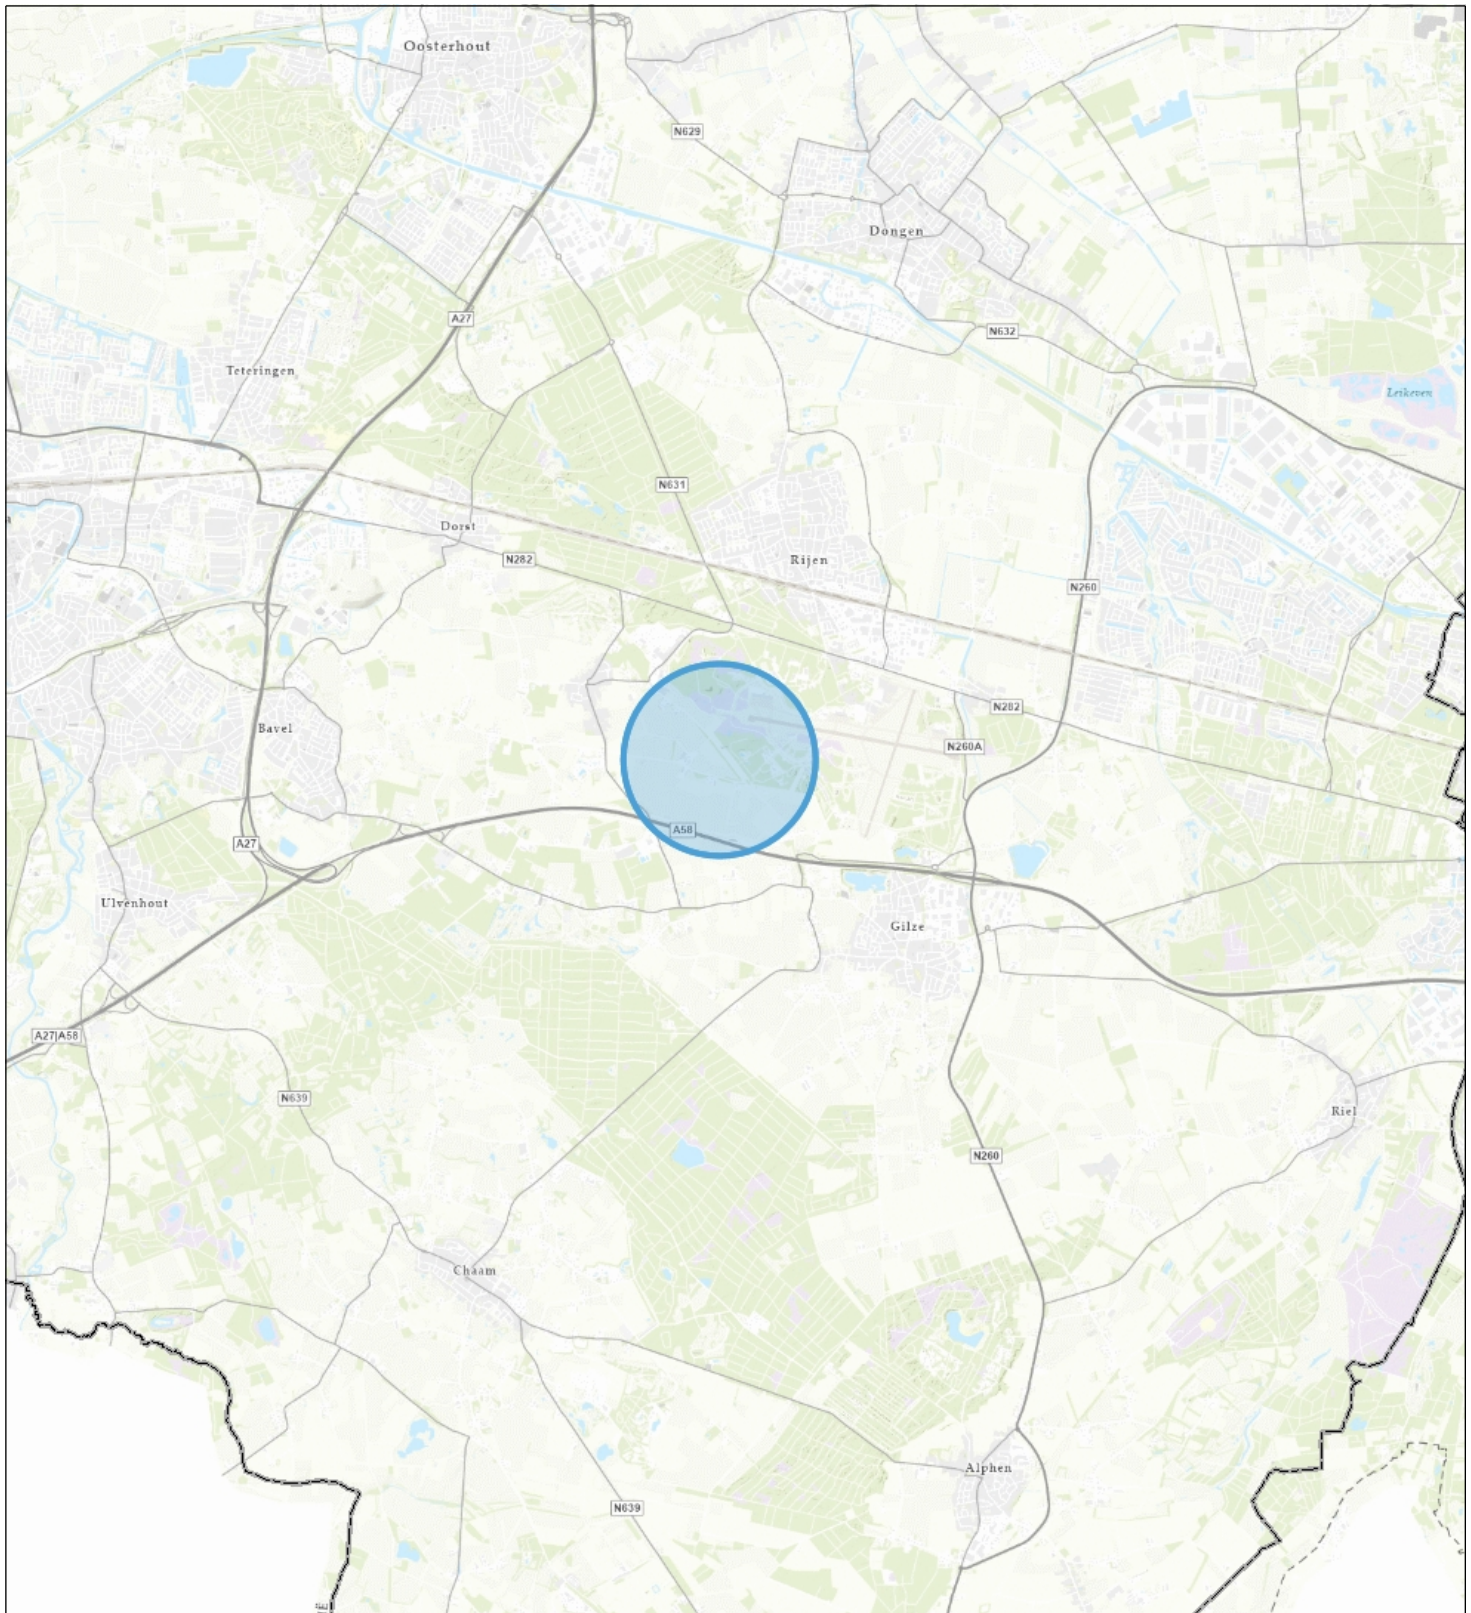 Oosterhout
N629
Dongen
A27
N632
Teteringen
Leikeven
N631
Dorst
N282
Rijen
N260
N282
Bavel
N260A
A58
A27
Ulvenhout
Gilze
A27|A58
N639
Riel
N260
Chaam
Alphen
N639